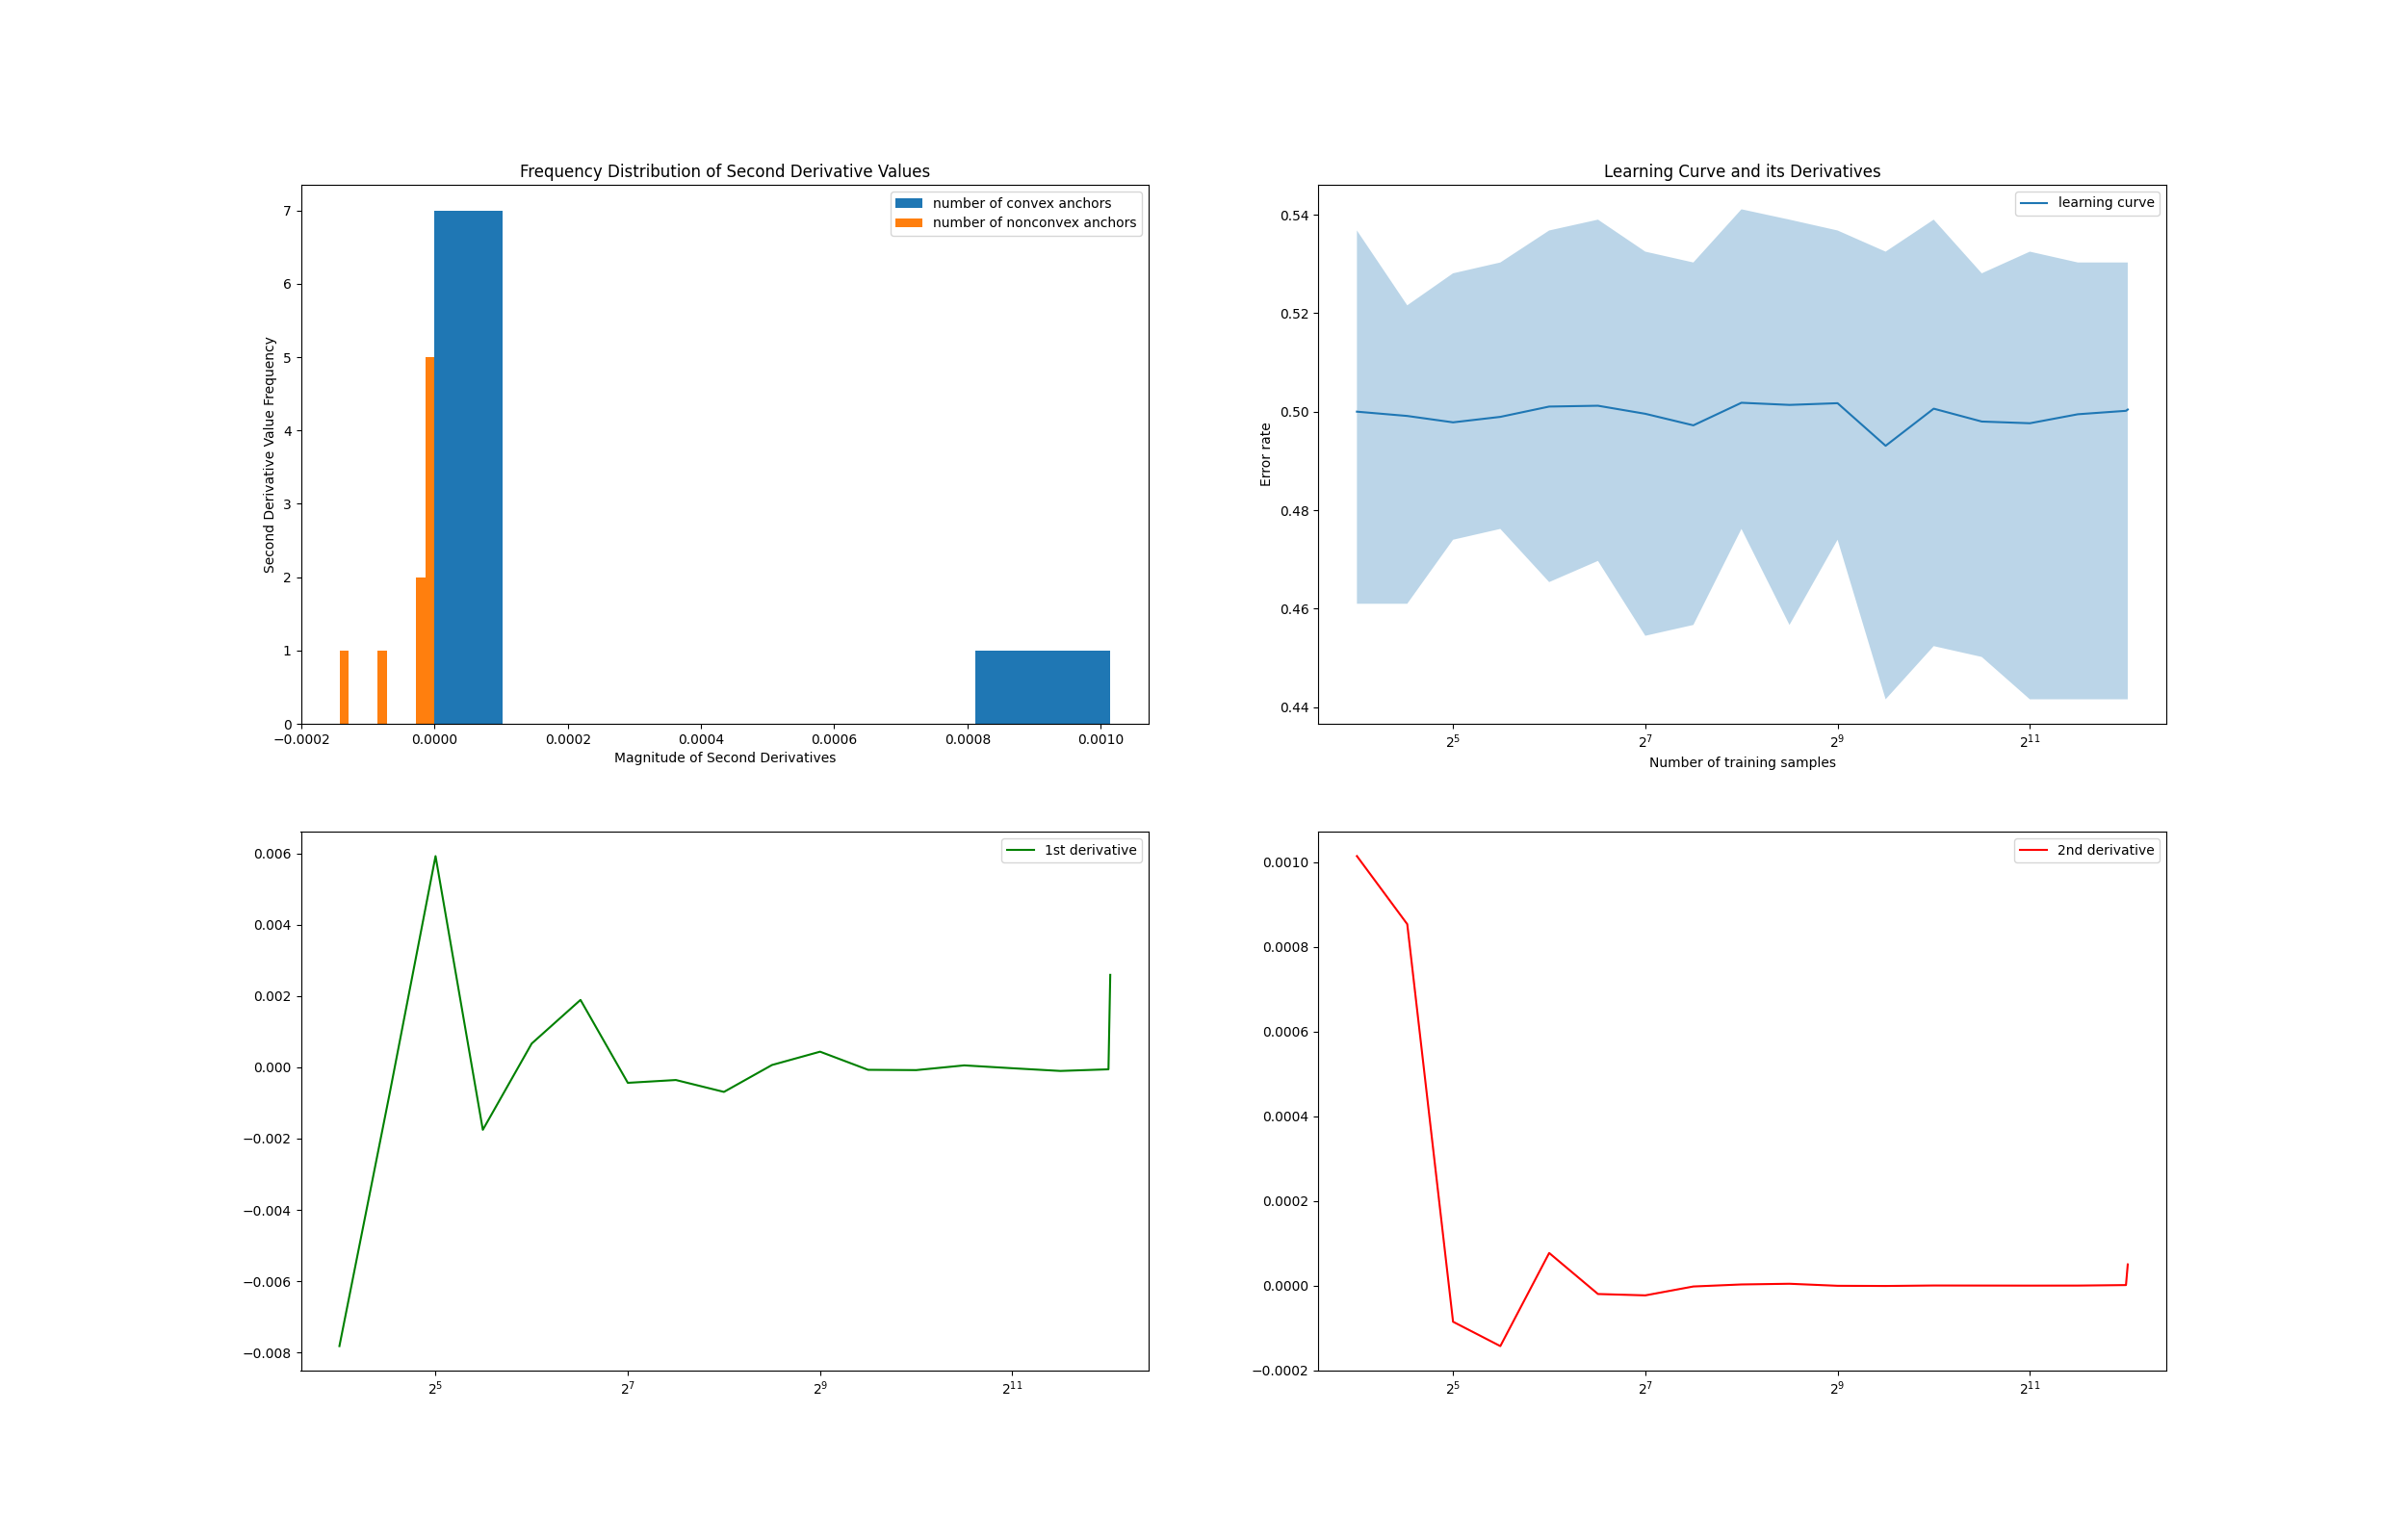 Frequency Distribution of Second Derivative Values
number of convex anchors
number of nonconvex anchors
7
6
5
4
3
2
1
0
Second Derivative Value Frequency
−0.0002 0.0000 0.0002 0.0004 0.0006 0.0008 0.0010
Magnitude of Second Derivatives
Learning Curve and its Derivatives
learning curve
0.54
0.52
0.50
0.48
0.46
0.44
Error rate
2^5 2^7 2^9 2^11
Number of training samples
1st derivative
0.006
0.004
0.002
0.000
−0.002
−0.004
−0.006
−0.008
2^5 2^7 2^9 2^11
2nd derivative
0.0010
0.0008
0.0006
0.0004
0.0002
0.0000
−0.0002
2^5 2^7 2^9 2^11